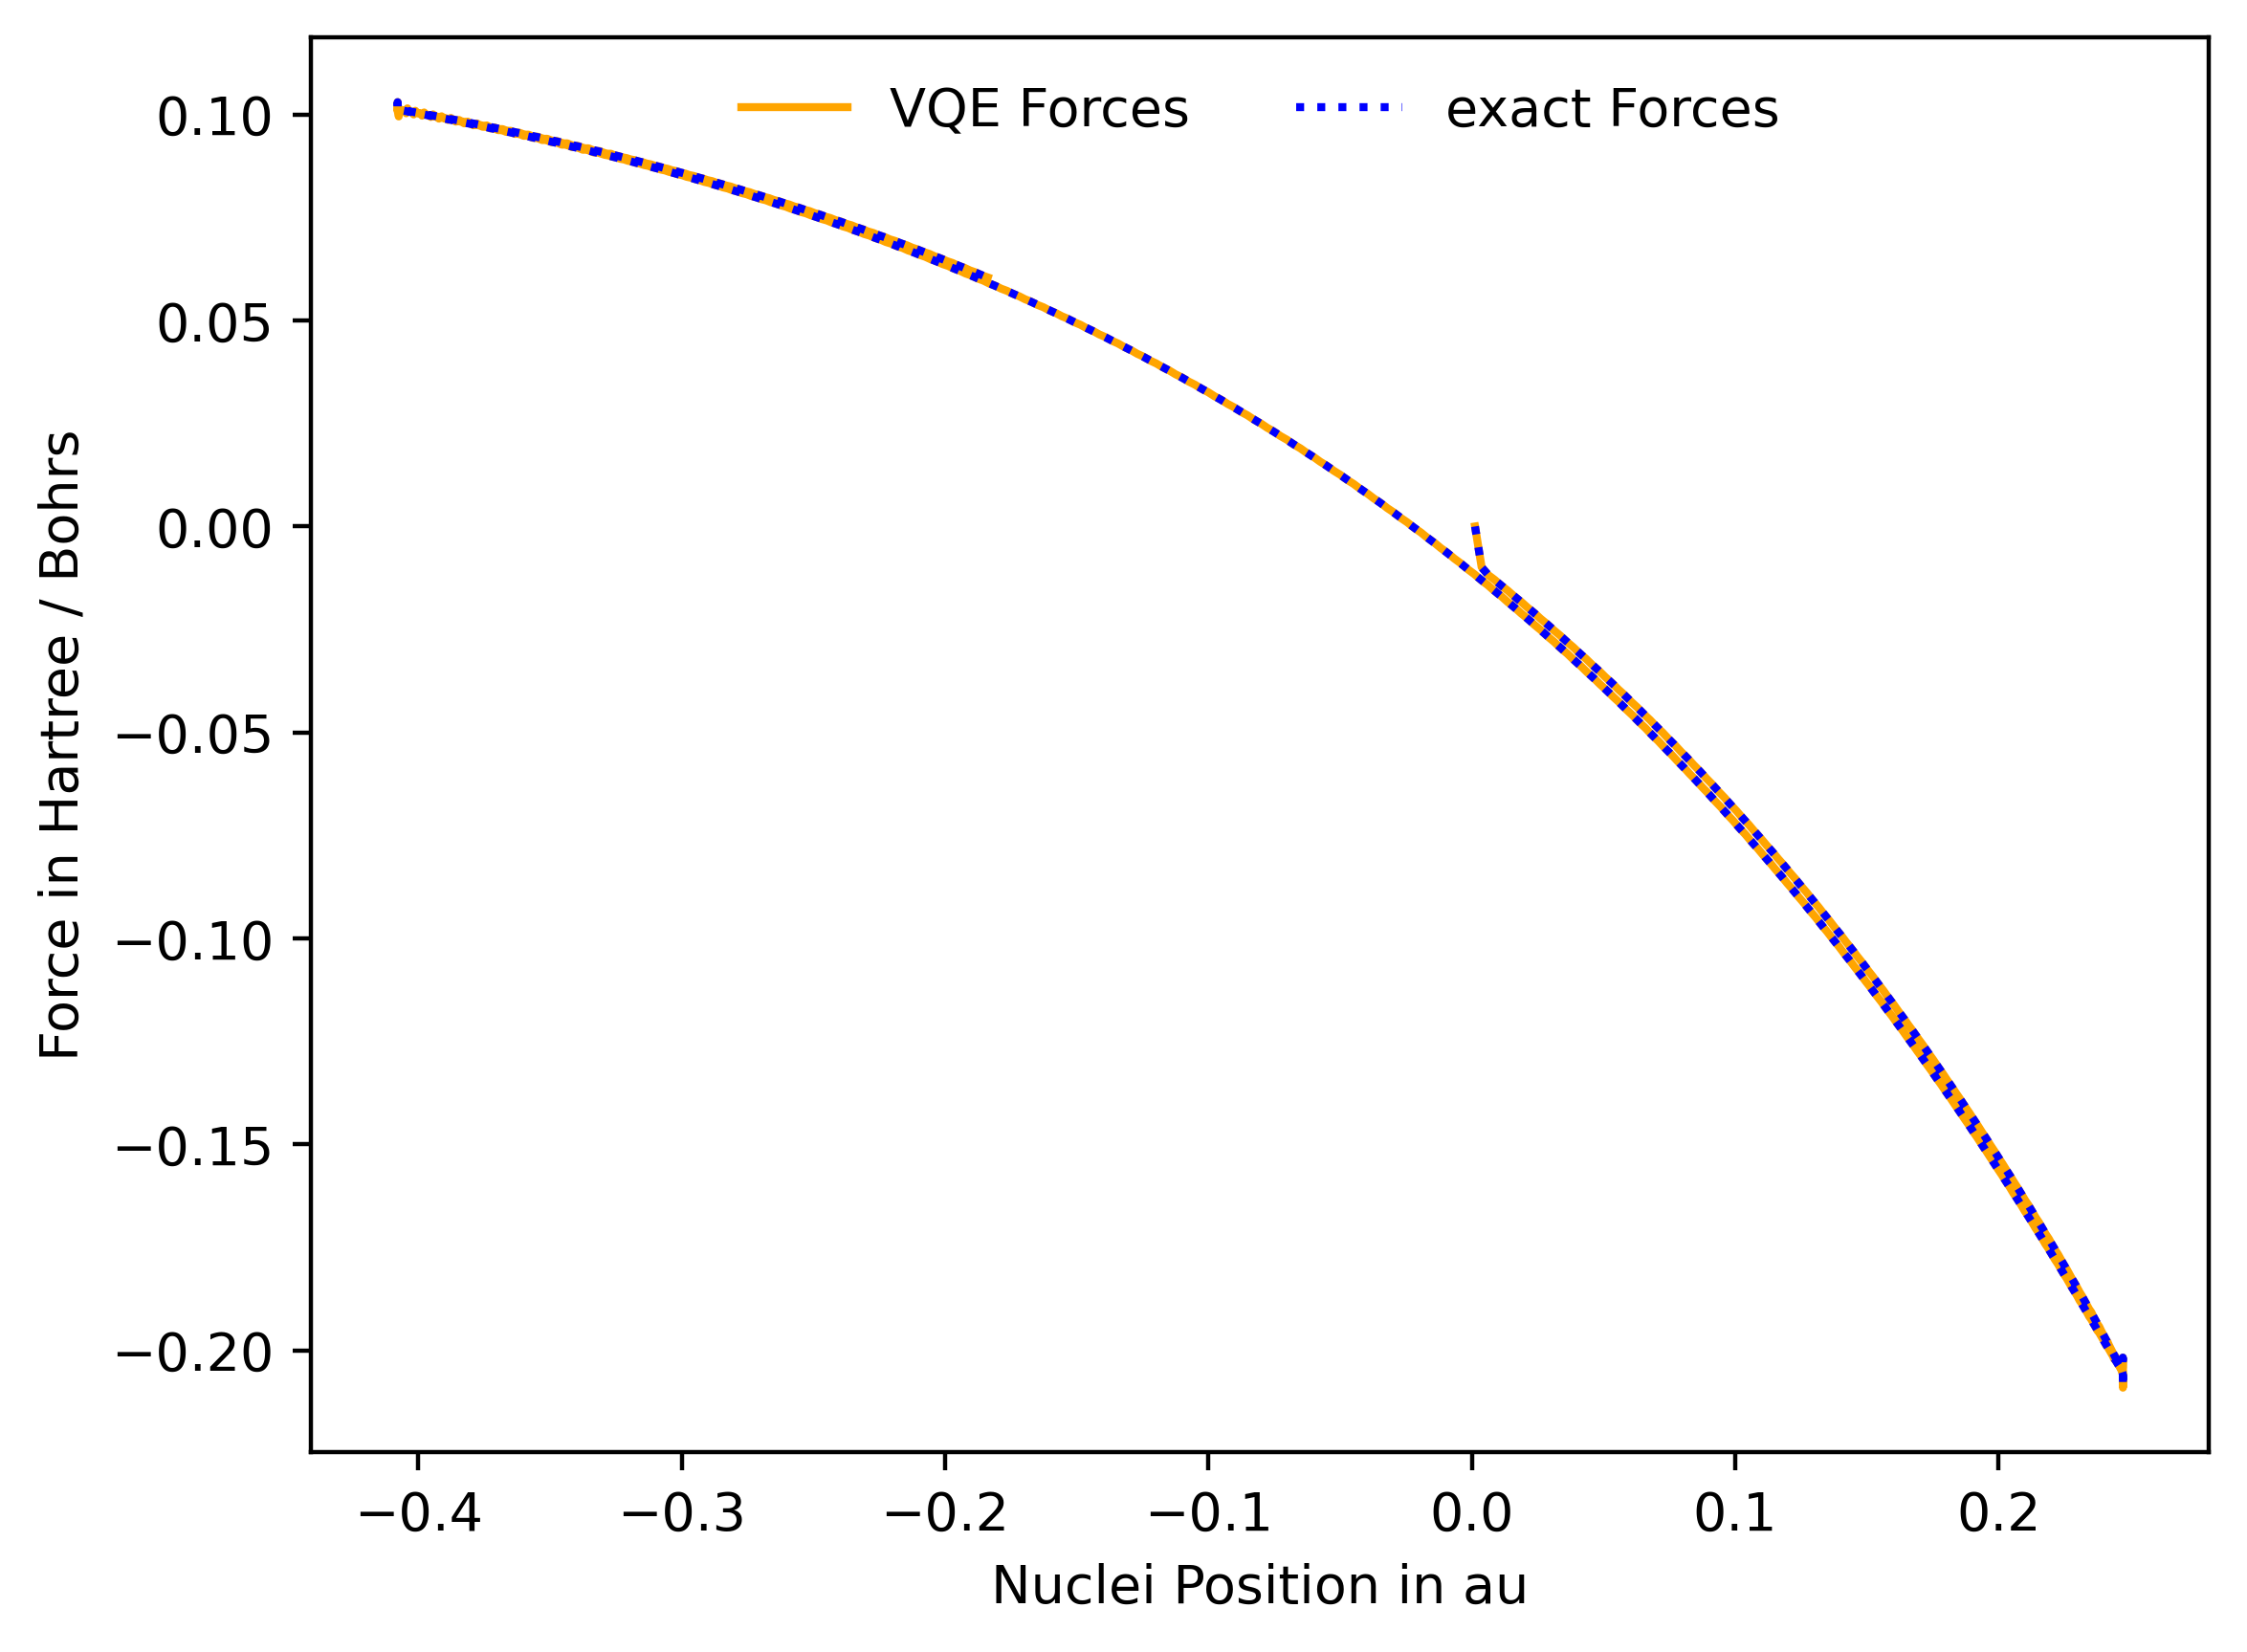 VQE Forces
exact Forces
0.10
0.05
0.00
−0.05
−0.10
−0.15
−0.20
Force in Hartree / Bohrs
−0.4 −0.3 −0.2 −0.1 0.0 0.1 0.2
Nuclei Position in au